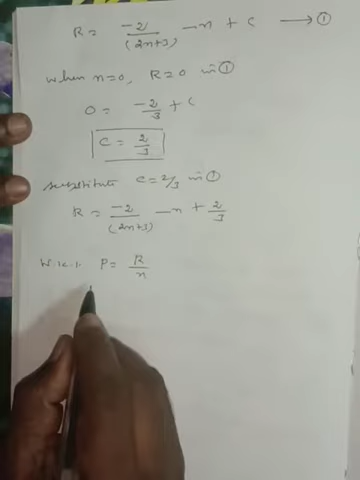 R = -2/(2n+3) - n + C → ①
when n=0, R=0 in ①
0 = -2/3 + C
C = 2/3
substitute C = 2/3 in ①
R = -2/(2n+3) - n + 2/3
W.k.t. P = R/n